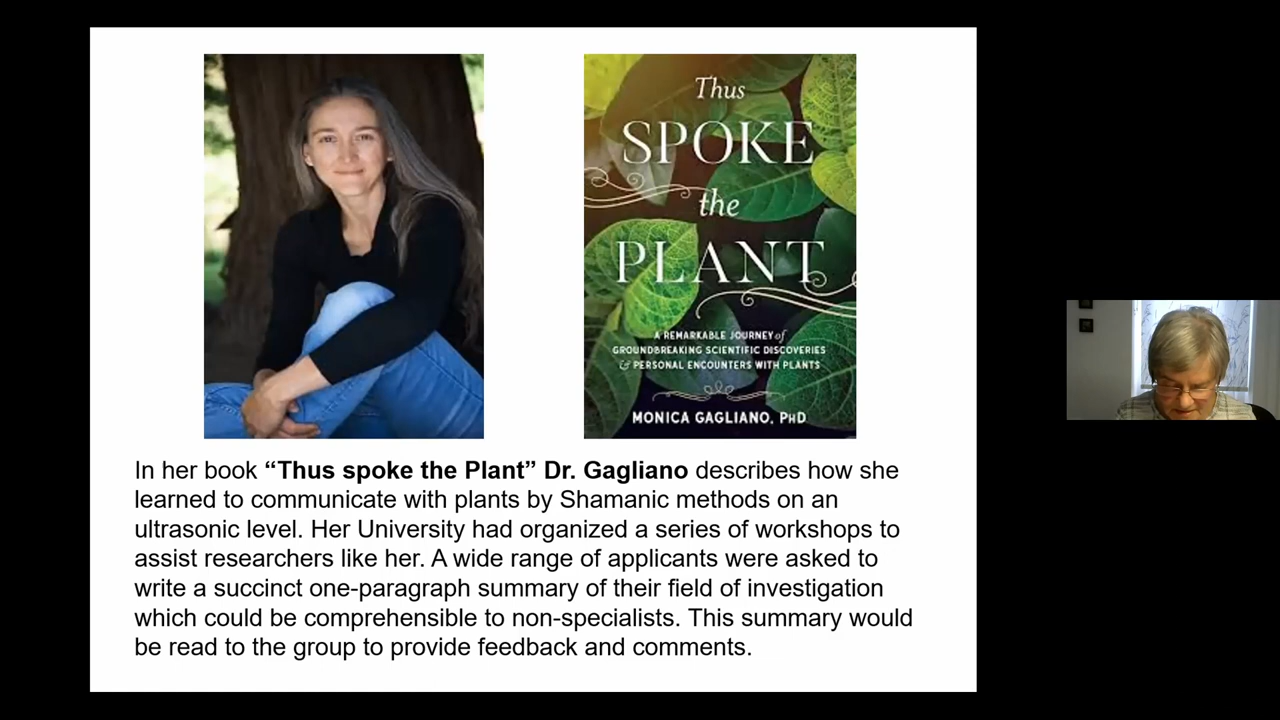 Thus
SPOKE
the
PLANT
A REMARKABLE JOURNEY of
GROUNDBREAKING SCIENTIFIC DISCOVERIES
& PERSONAL ENCOUNTERS WITH PLANTS
MONICA GAGLIANO, PHD
In her book “Thus spoke the Plant” Dr. Gagliano describes how she
learned to communicate with plants by Shamanic methods on an
ultrasonic level. Her University had organized a series of workshops to
assist researchers like her. A wide range of applicants were asked to
write a succinct one-paragraph summary of their field of investigation
which could be comprehensible to non-specialists. This summary would
be read to the group to provide feedback and comments.